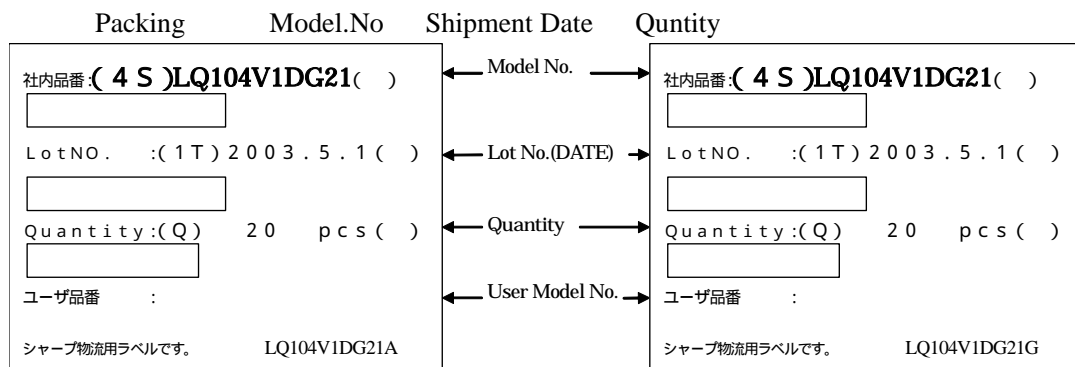 Packing Model.No Shipment Date Quntity
社内品番:(４Ｓ)LQ104V1DG21( ) Model No. 社内品番:(４Ｓ)LQ104V1DG21( )
LotNO. :(1T)2003.5.1( ) Lot No.(DATE) LotNO. :(1T)2003.5.1( )
Quantity:(Q) 20 pcs( ) Quantity Quantity:(Q) 20 pcs( )
ユーザ品番 : User Model No. ユーザ品番 :
シャープ物流用ラベルです。 LQ104V1DG21A シャープ物流用ラベルです。 LQ104V1DG21G